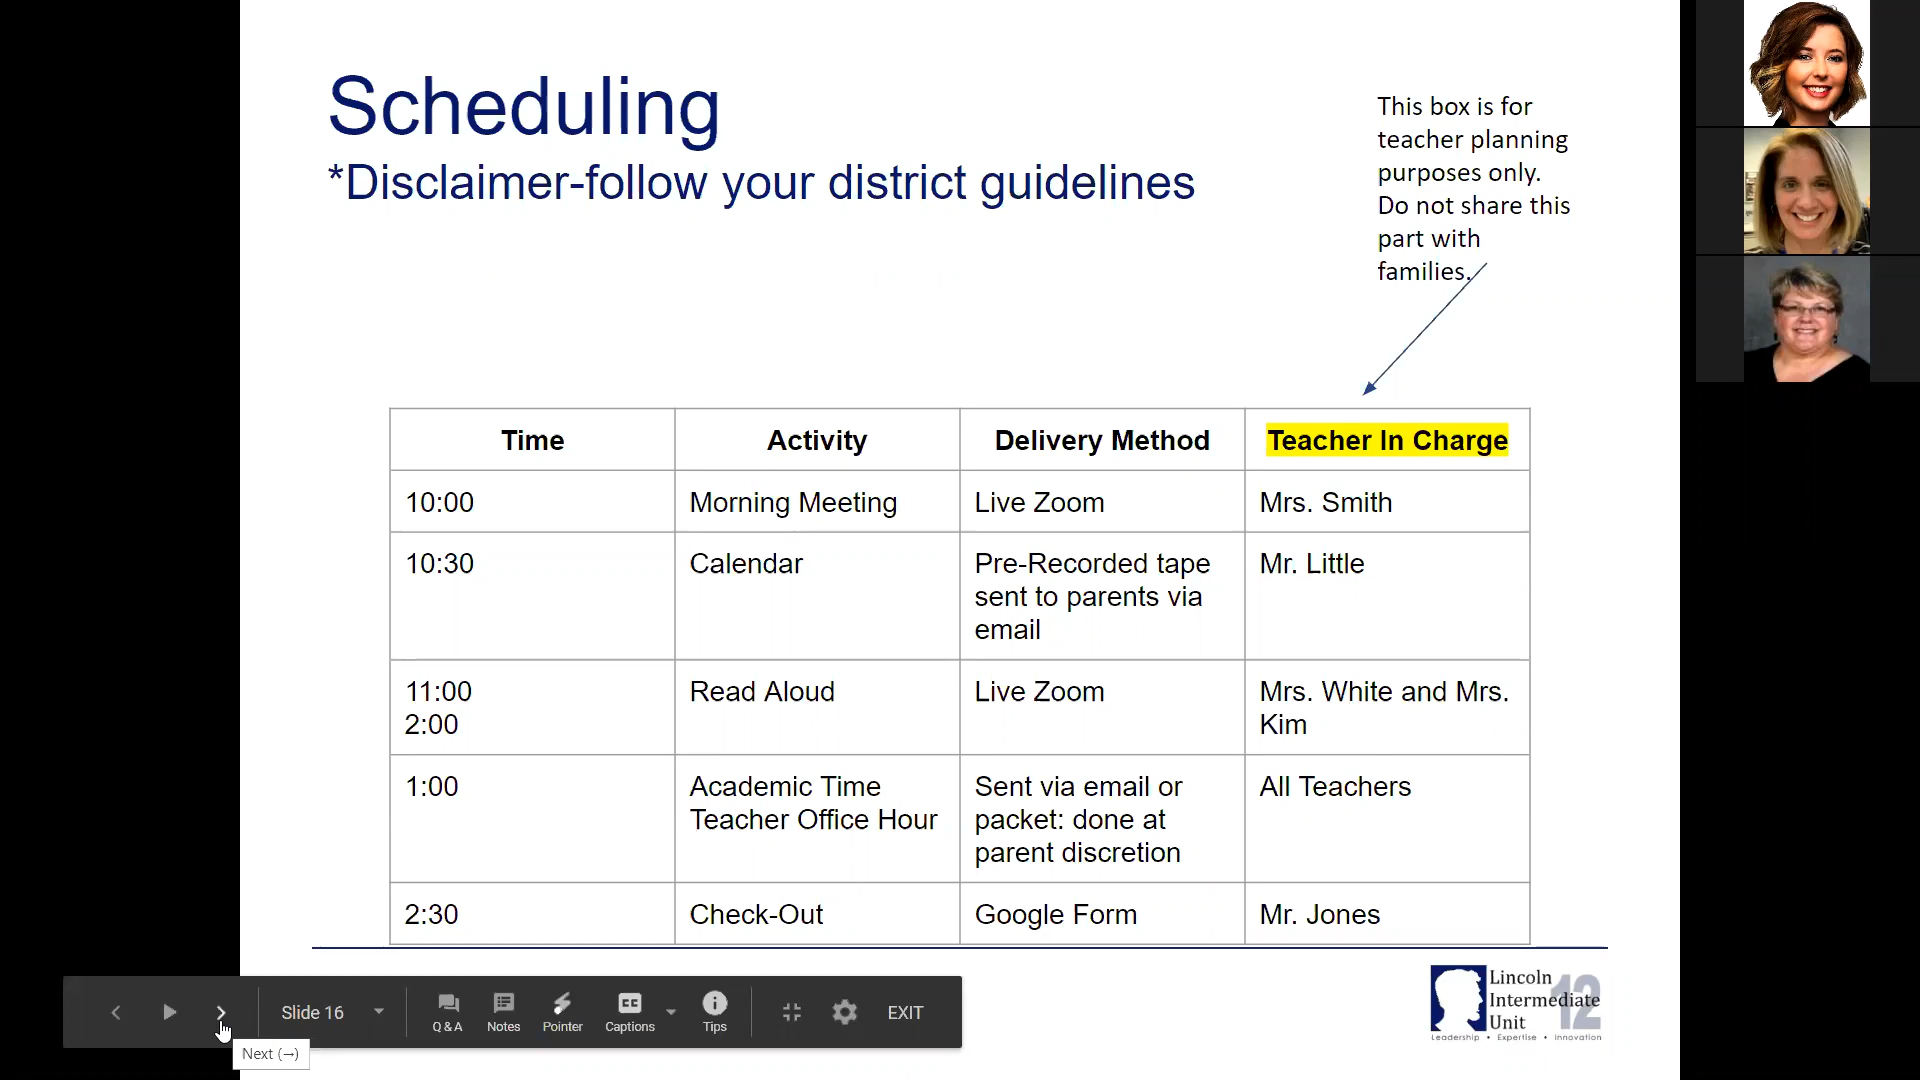 Scheduling
*Disclaimer-follow your district guidelines
This box is for
teacher planning
purposes only.
Do not share this
part with
families.
Time Activity Delivery Method Teacher In Charge
10:00 Morning Meeting Live Zoom Mrs. Smith
10:30 Calendar Pre-Recorded tape Mr. Little
sent to parents via
email
11:00 Read Aloud Live Zoom Mrs. White and Mrs.
2:00 Kim
1:00 Academic Time Sent via email or All Teachers
Teacher Office Hour packet: done at
parent discretion
2:30 Check-Out Google Form Mr. Jones
Lincoln
Intermediate
Unit 12
Leadership • Expertise • Innovation
Slide 16 Q & A Notes Pointer CC Captions Tips EXIT
Next (→)